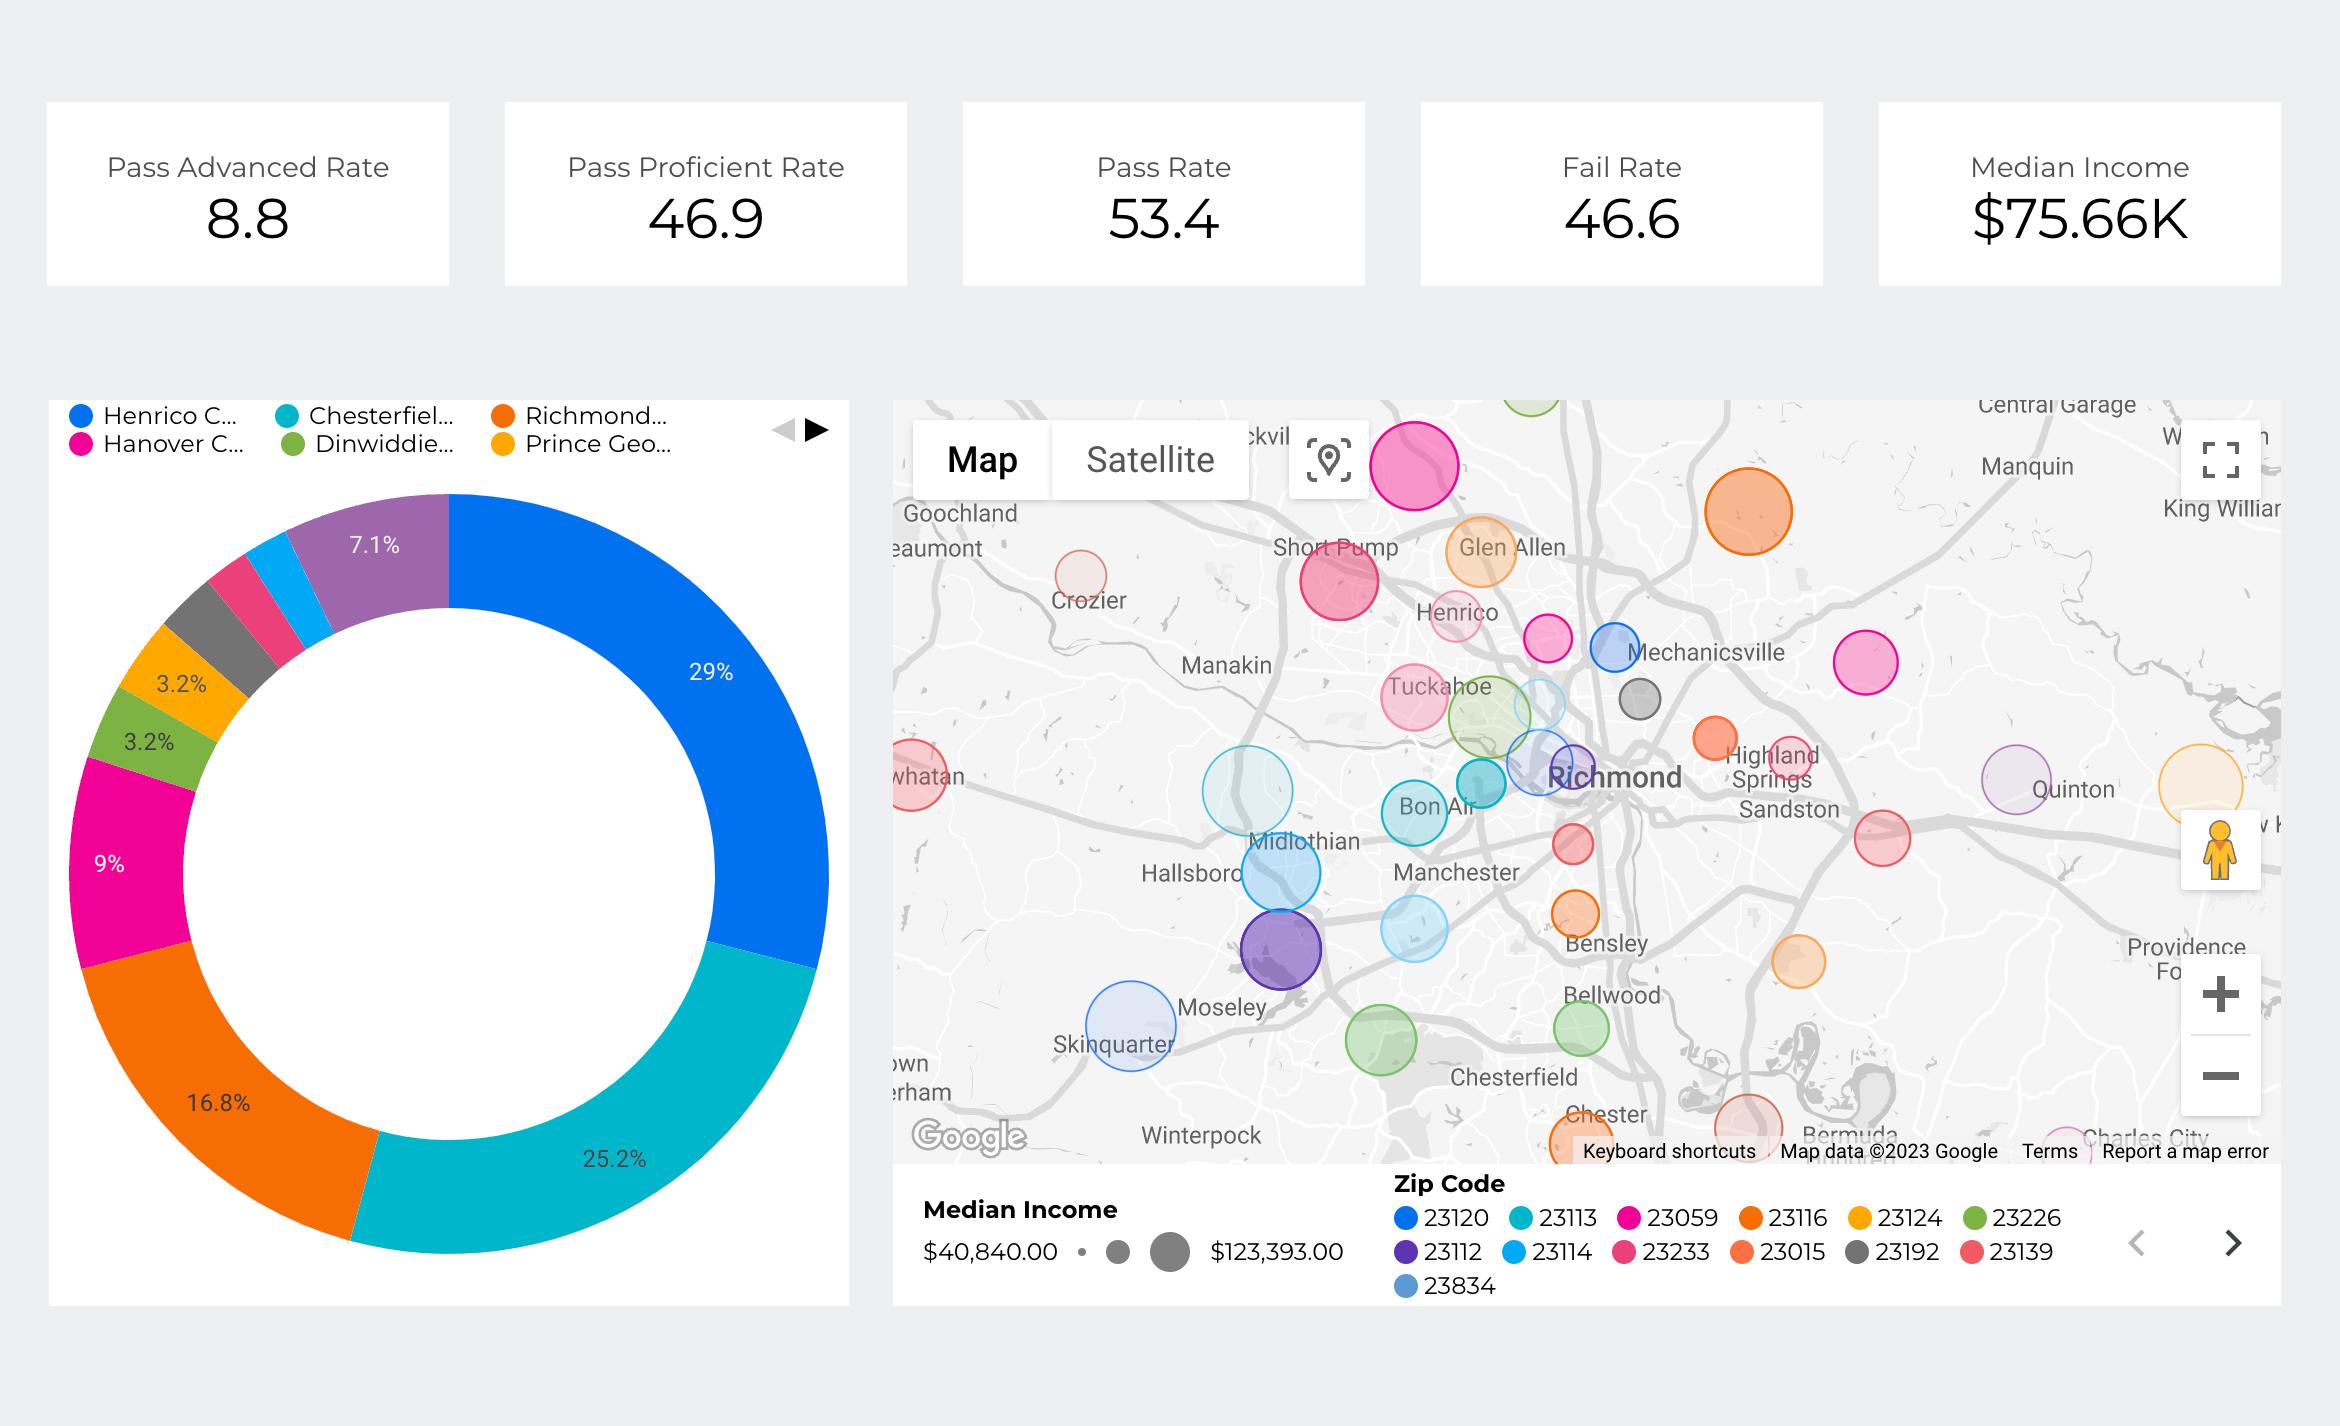 Pass Advanced Rate
8.8
Pass Proficient Rate
46.9
Pass Rate
53.4
Fail Rate
46.6
Median Income
$75.66K
Henrico C...
Chesterfiel...
Richmond...
Hanover C...
Dinwiddie...
Prince Geo...
7.1%
29%
3.2%
3.2%
9%
16.8%
25.2%
Map
Satellite
ckvil
Central Garage
Manquin
King Williar
Goochland
eaumont
Short Pump
Glen Allen
Crozier
Henrico
Manakin
Mechanicsville
Tuckahoe
whatan
Richmond
Highland
Springs
Quinton
Bon Air
Sandston
Midlothian
Hallsboro
Manchester
Bensley
Providence
Fo
Bellwood
Moseley
Skinquarter
own
erham
Chesterfield
Chester
Winterpock
Bermuda
Hundred
Charles City
Google
Keyboard shortcuts
Map data ©2023 Google
Terms
Report a map error
Median Income
$40,840.00
$123,393.00
Zip Code
23120
23113
23059
23116
23124
23226
23112
23114
23233
23015
23192
23139
23834